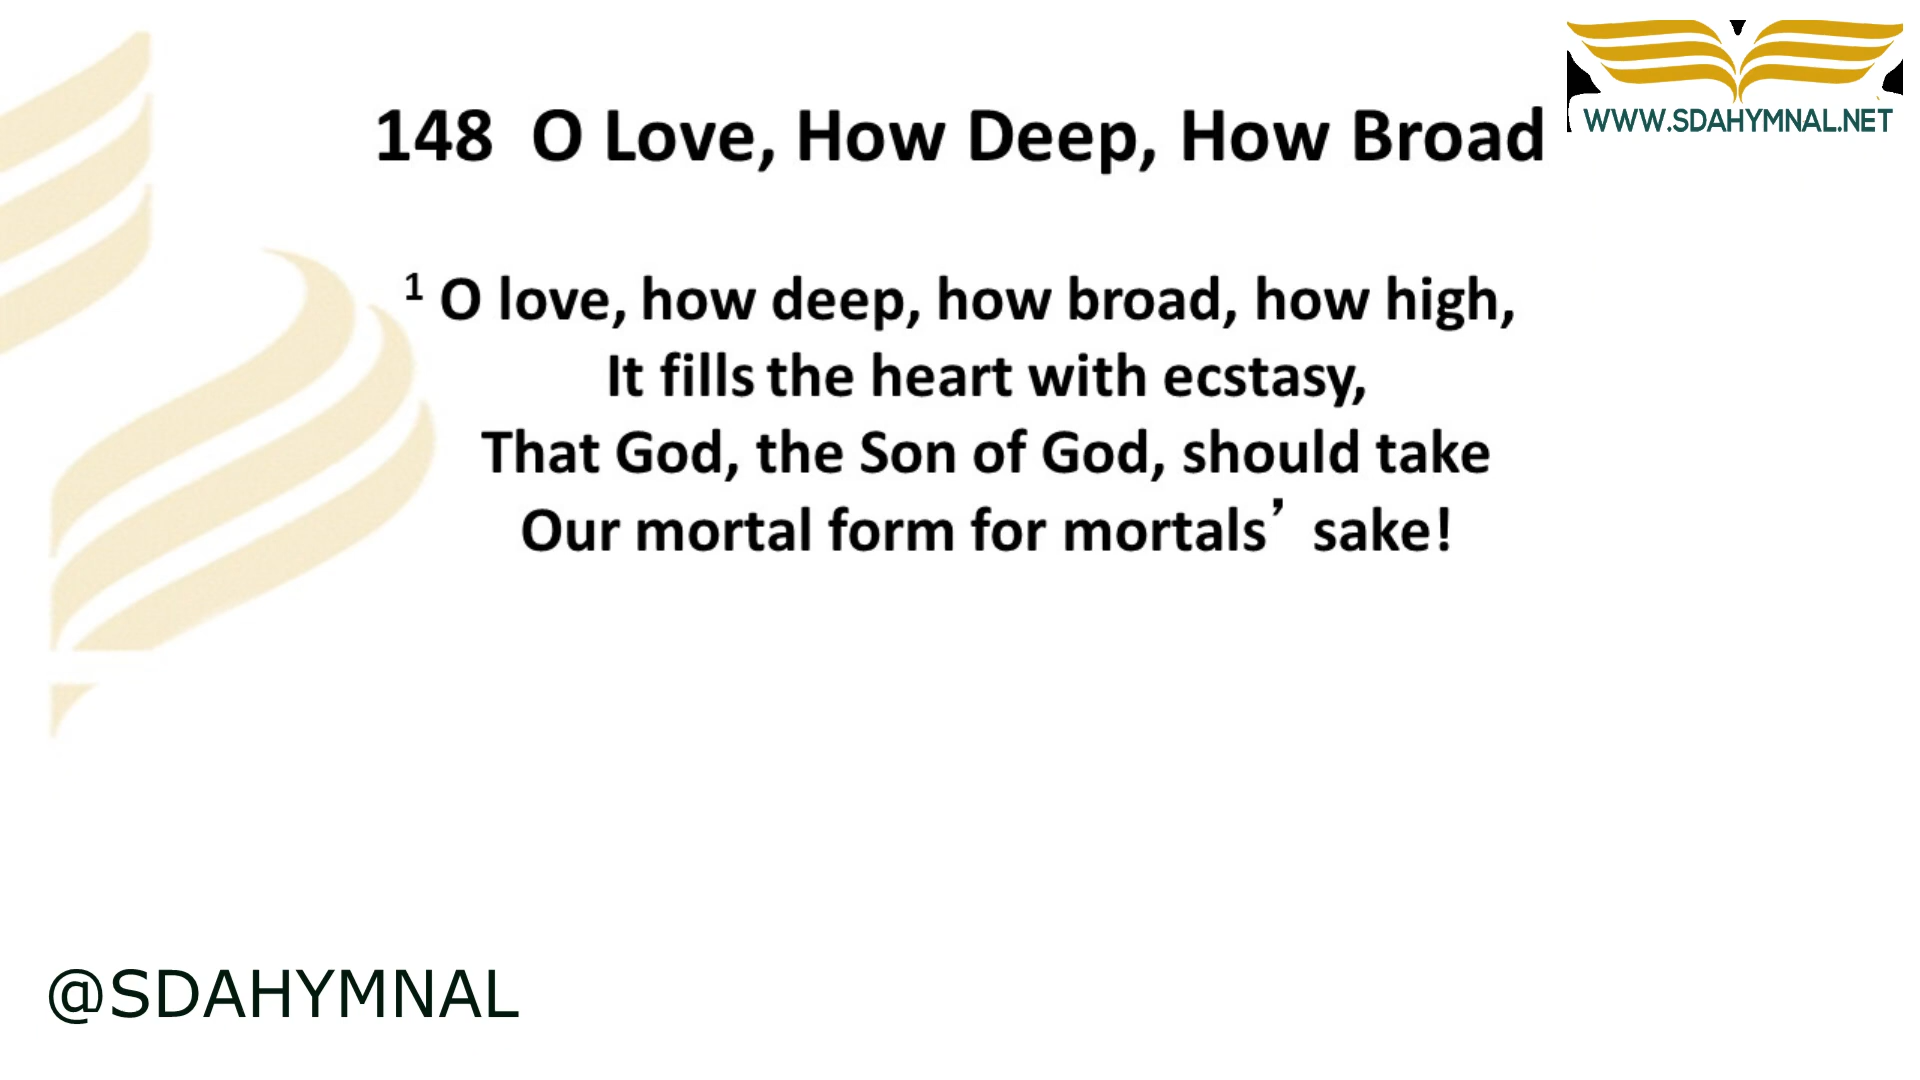 WWW.SDAHYMNAL.NET
148 O Love, How Deep, How Broad
1 O love, how deep, how broad, how high,
It fills the heart with ecstasy,
That God, the Son of God, should take
Our mortal form for mortals’ sake!
@SDAHYMNAL